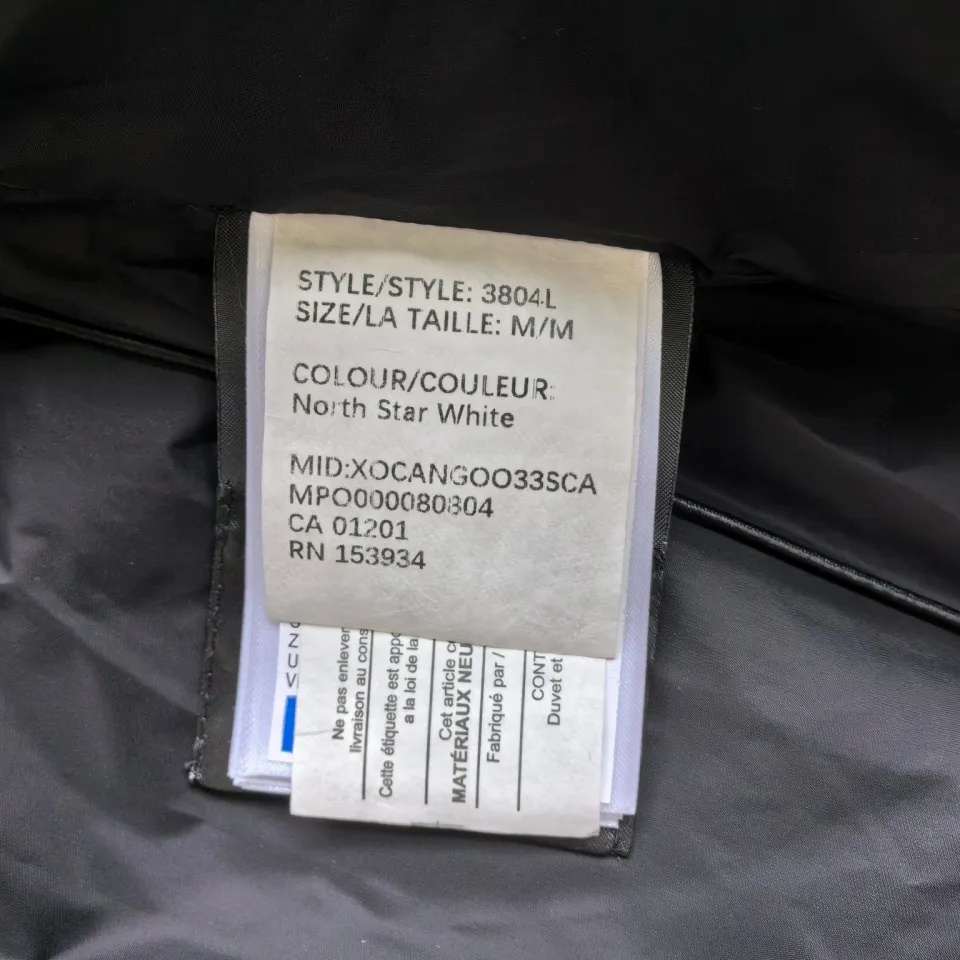 STYLE/STYLE: 3804L
SIZE/LA TAILLE: M/M
COLOUR/COULEUR:
North Star White
MID:XOCANGOO33SCA
MPO000080804
CA 01201
RN 153934
Ne pas enlever
livraison au cons
Cette étiquette est appo
a la loi de la
Cet article c
MATÉRIAUX NEU
Fabriqué par /
CONT
Duvet et